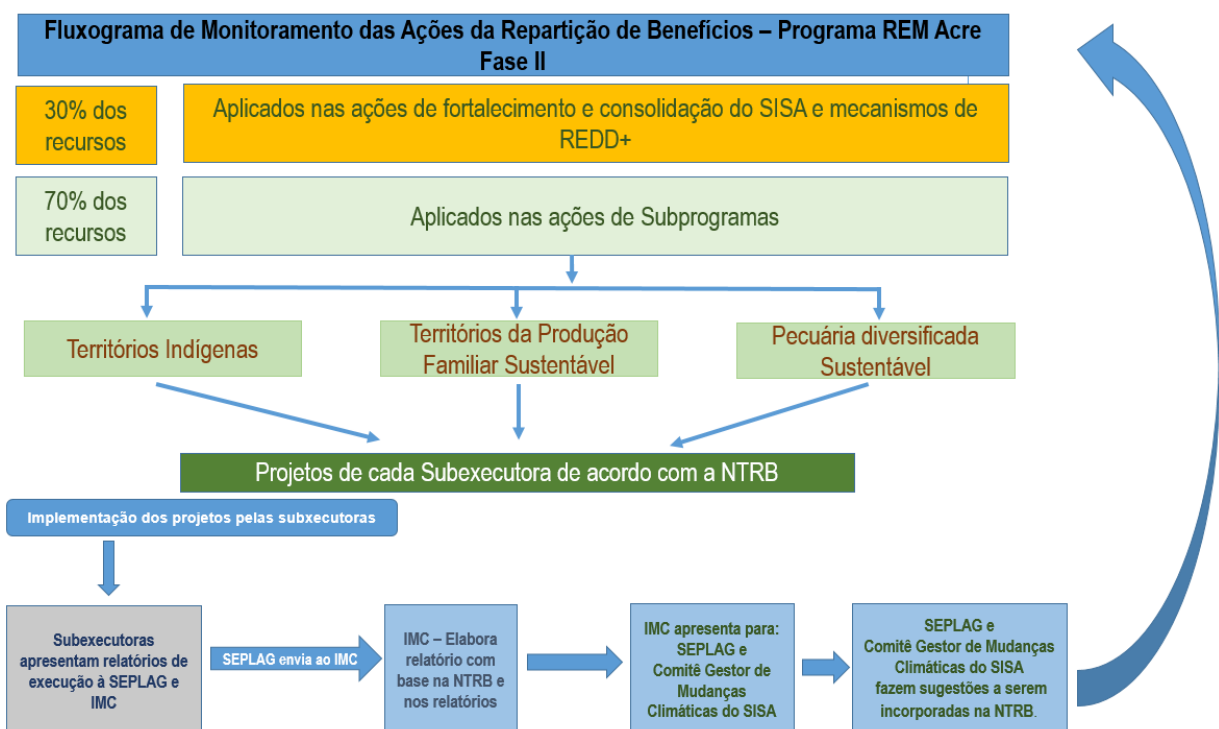 Fluxograma de Monitoramento das Ações da Repartição de Benefícios – Programa REM Acre
Fase II
30% dos
recursos
Aplicados nas ações de fortalecimento e consolidação do SISA e mecanismos de
REDD+
70% dos
recursos
Aplicados nas ações de Subprogramas
Territórios Indígenas
Territórios da Produção
Familiar Sustentável
Pecuária diversificada
Sustentável
Projetos de cada Subexecutora de acordo com a NTRB
Implementação dos projetos pelas subxecutoras
Subexecutoras
apresentam relatórios de
execução à SEPLAG e
IMC
SEPLAG envia ao IMC
IMC – Elabora
relatório com
base na NTRB e
nos relatórios
IMC apresenta para:
SEPLAG e
Comitê Gestor de
Mudanças
Climáticas do SISA
SEPLAG e
Comitê Gestor de Mudanças
Climáticas do SISA
fazem sugestões a serem
incorporadas na NTRB.